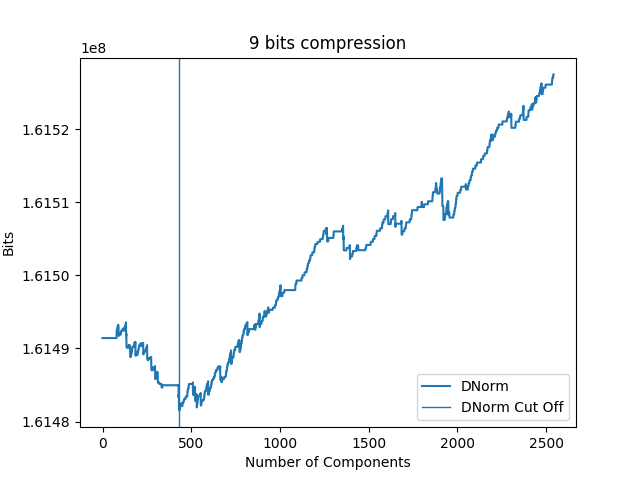 9 bits compression
1e8
1.6152
1.6151
1.6150
1.6149
1.6148
Bits
0 500 1000 1500 2000 2500
Number of Components
DNorm
DNorm Cut Off